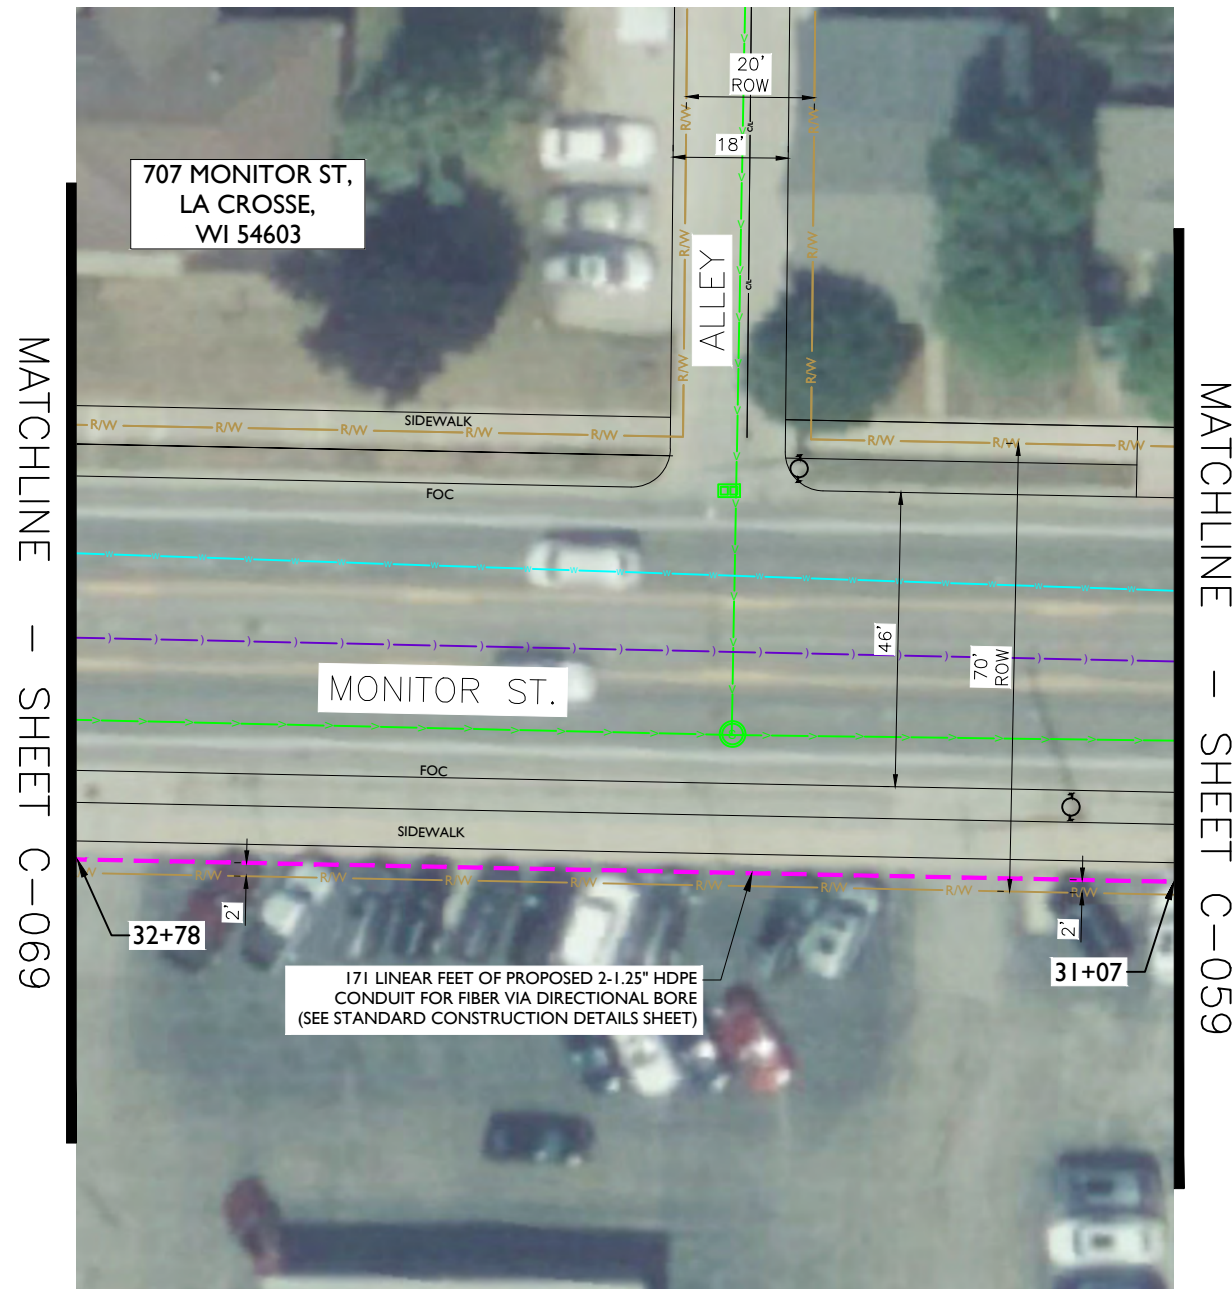 20'
ROW
18'
C/L
C/L
R/W
R/W
R/W
R/W
R/W
R/W
707 MONITOR ST,
LA CROSSE,
WI 54603
ALLEY
SIDEWALK
R/W R/W R/W R/W R/W
R/W R/W R/W
FOC
W W W W W W W W W W W
46'
70'
ROW
MONITOR ST.
FOC
SIDEWALK
R/W R/W R/W R/W R/W R/W R/W R/W
2'
2'
32+78
31+07
171 LINEAR FEET OF PROPOSED 2-1.25" HDPE
CONDUIT FOR FIBER VIA DIRECTIONAL BORE
(SEE STANDARD CONSTRUCTION DETAILS SHEET)
MATCHLINE – SHEET C-069
MATCHLINE – SHEET C-059